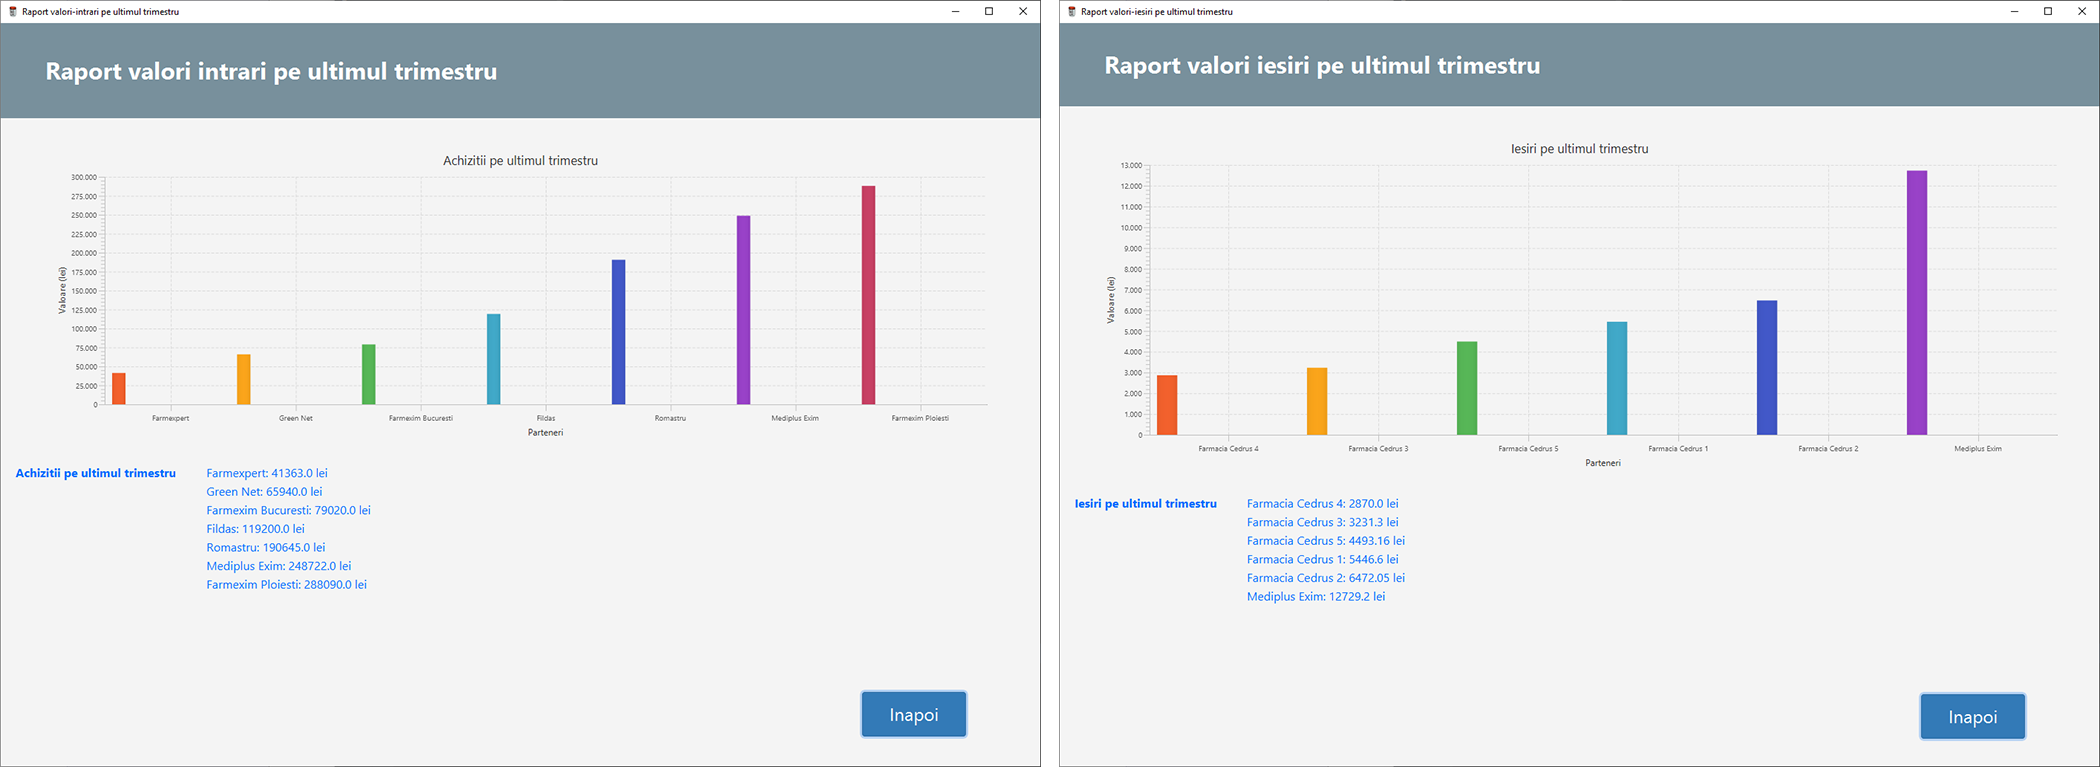 Raport valori-intrari pe ultimul trimestru
Raport valori intrari pe ultimul trimestru
Achizitii pe ultimul trimestru
Valoare (lei)
300.000
275.000
250.000
225.000
200.000
175.000
150.000
125.000
100.000
75.000
50.000
25.000
0
Farmexpert
Green Net
Farmexim Bucuresti
Fildas
Romastru
Mediplus Exim
Farmexim Ploiesti
Parteneri
Achizitii pe ultimul trimestru
Farmexpert: 41363.0 lei
Green Net: 65940.0 lei
Farmexim Bucuresti: 79020.0 lei
Fildas: 119200.0 lei
Romastru: 190645.0 lei
Mediplus Exim: 248722.0 lei
Farmexim Ploiesti: 288090.0 lei
Inapoi
Raport valori-iesiri pe ultimul trimestru
Raport valori iesiri pe ultimul trimestru
Iesiri pe ultimul trimestru
Valoare (lei)
13.000
12.000
11.000
10.000
9.000
8.000
7.000
6.000
5.000
4.000
3.000
2.000
1.000
0
Farmacia Cedrus 4
Farmacia Cedrus 3
Farmacia Cedrus 5
Farmacia Cedrus 1
Farmacia Cedrus 2
Mediplus Exim
Parteneri
Iesiri pe ultimul trimestru
Farmacia Cedrus 4: 2870.0 lei
Farmacia Cedrus 3: 3231.3 lei
Farmacia Cedrus 5: 4493.16 lei
Farmacia Cedrus 1: 5446.6 lei
Farmacia Cedrus 2: 6472.05 lei
Mediplus Exim: 12729.2 lei
Inapoi